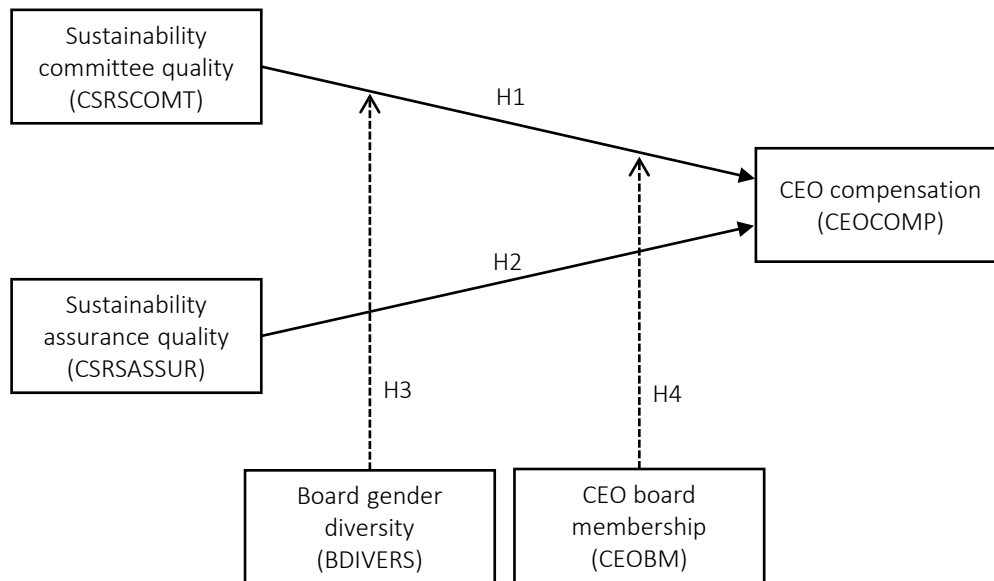 Sustainability
committee quality
(CSRSCOMT)
H1
CEO compensation
(CEOCOMP)
H2
Sustainability
assurance quality
(CSRSASSUR)
H3
H4
Board gender
diversity
(BDIVERS)
CEO board
membership
(CEOBM)